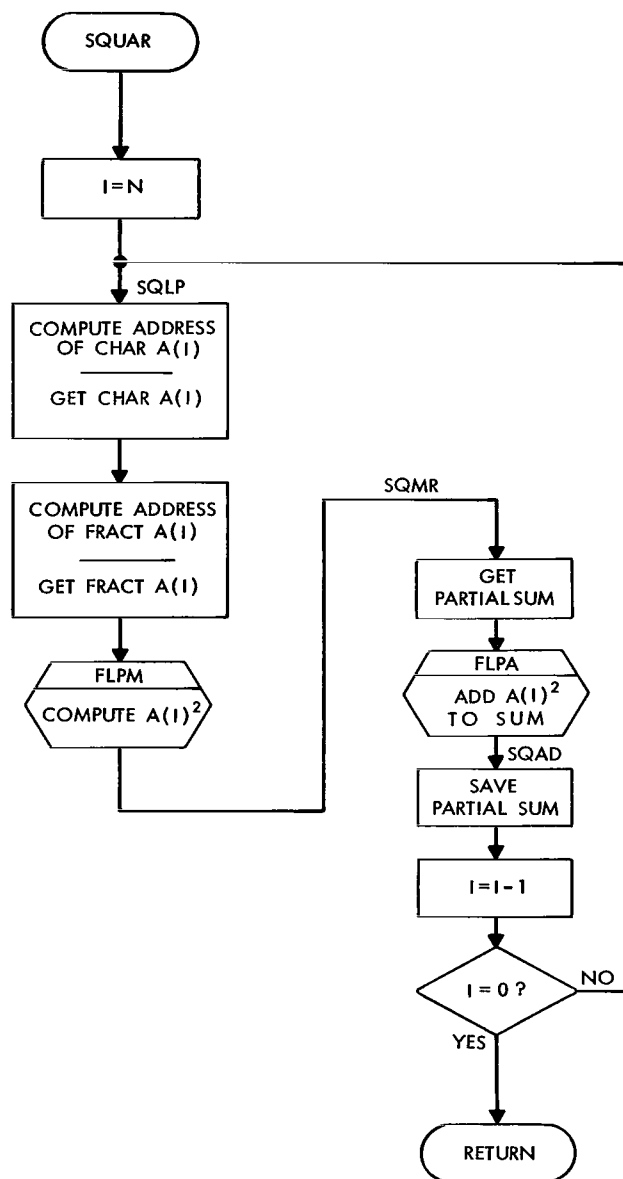 SQUAR
I=N
SQLP
COMPUTE ADDRESS
OF CHAR A(I)
GET CHAR A(I)
COMPUTE ADDRESS
OF FRACT A(I)
GET FRACT A(I)
FLPM
COMPUTE A(I)²
SQMR
GET
PARTIAL SUM
FLPA
ADD A(I)²
TO SUM
SQAD
SAVE
PARTIAL SUM
I=I-1
I=0?
NO
YES
RETURN